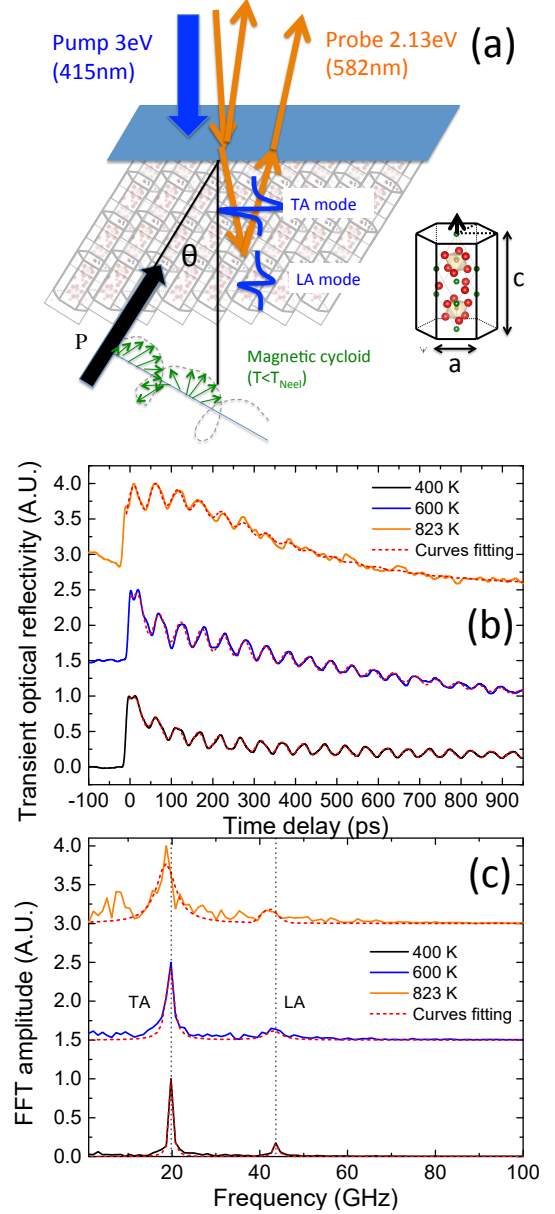 Pump 3eV
(415nm)
Probe 2.13eV
(582nm)
(a)
TA mode
θ
LA mode
P
Magnetic cycloid
(T<T_Neel)
c
a
Transient optical reflectivity (A.U.)
4.0
3.5
3.0
2.5
2.0
1.5
1.0
0.5
0.0
400 K
600 K
823 K
Curves fitting
(b)
-100 0 100 200 300 400 500 600 700 800 900
Time delay (ps)
FFT amplitude (A.U.)
4.0
3.5
3.0
2.5
2.0
1.5
1.0
0.5
0.0
(c)
400 K
600 K
823 K
Curves fitting
TA
LA
20 40 60 80 100
Frequency (GHz)